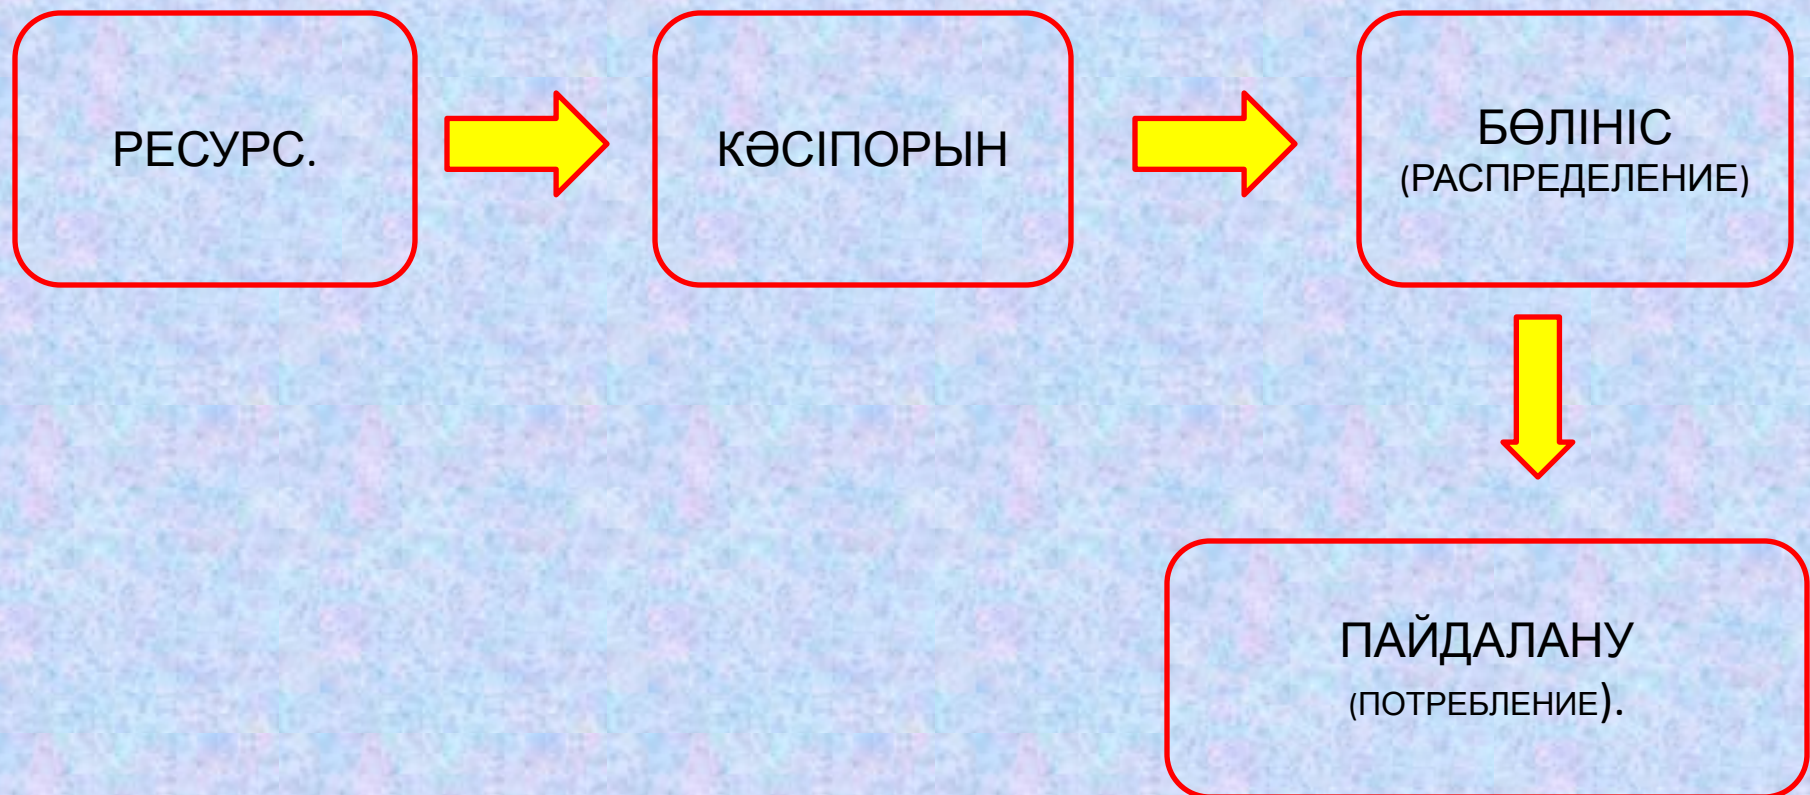 РЕСУРС.
КӘСІПОРЫН
БӨЛІНІС
(РАСПРЕДЕЛЕНИЕ)
ПАЙДАЛАНУ
(ПОТРЕБЛЕНИЕ).